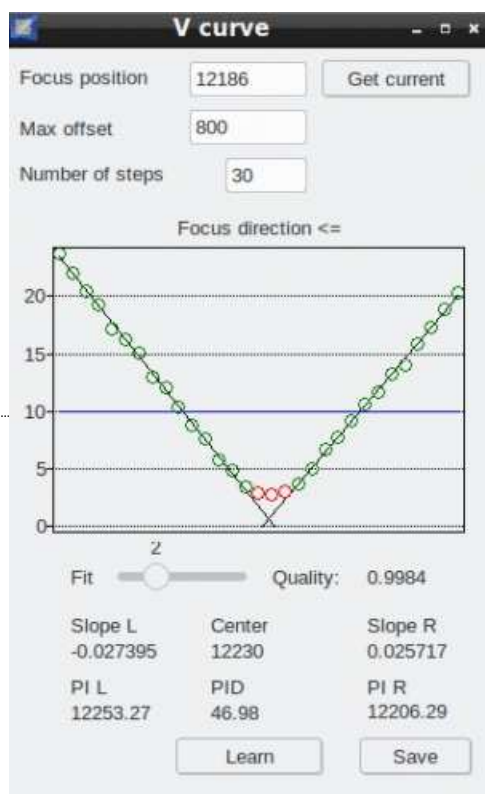 V curve
Focus position 12186 Get current
Max offset 800
Number of steps 30
Focus direction <=
20
15
10
5
0
2
Fit Quality: 0.9984
Slope L Center Slope R
-0.027395 12230 0.025717
PI L PID PI R
12253.27 46.98 12206.29
Learn Save